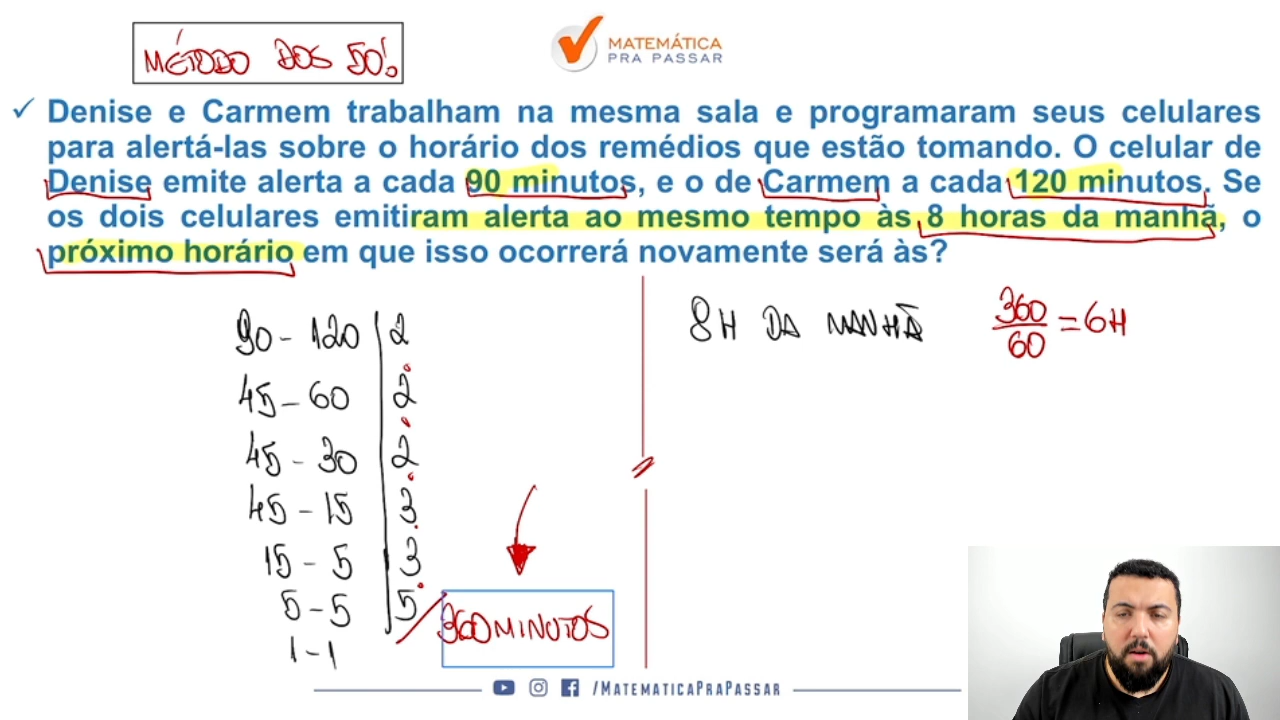 MÉTODO DOS 50!
MATEMÁTICA
PRA PASSAR
✓ Denise e Carmem trabalham na mesma sala e programaram seus celulares
para alertá-las sobre o horário dos remédios que estão tomando. O celular de
Denise emite alerta a cada 90 minutos, e o de Carmem a cada 120 minutos. Se
os dois celulares emitiram alerta ao mesmo tempo às 8 horas da manhã, o
próximo horário em que isso ocorrerá novamente será às?
90 - 120 | 2
45 - 60 | 2
45 - 30 | 2
45 - 15 | 3
15 - 5 | 3
5 - 5 | 5
1 - 1
360 MINUTOS
8H DA MANHÃ
360/60 = 6H
/MATEMATICAPRAPASSAR